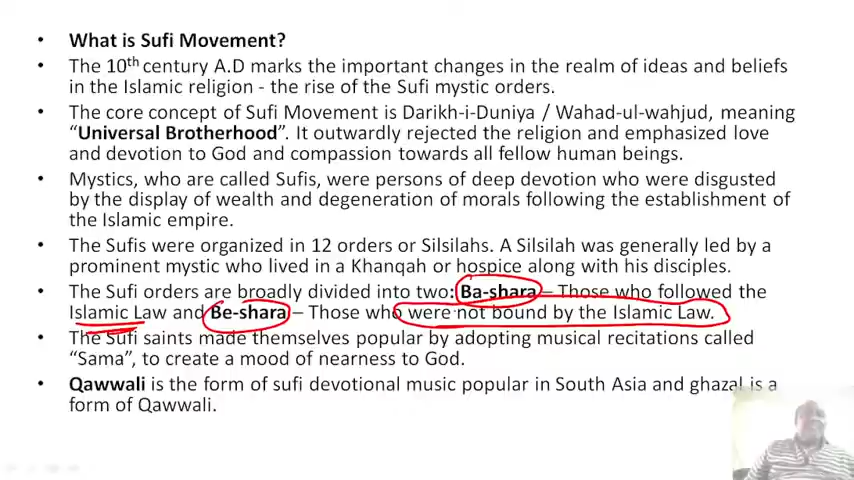 • What is Sufi Movement?
• The 10th century A.D marks the important changes in the realm of ideas and beliefs
in the Islamic religion - the rise of the Sufi mystic orders.
• The core concept of Sufi Movement is Darikh-i-Duniya / Wahad-ul-wahjud, meaning
“Universal Brotherhood”. It outwardly rejected the religion and emphasized love
and devotion to God and compassion towards all fellow human beings.
• Mystics, who are called Sufis, were persons of deep devotion who were disgusted
by the display of wealth and degeneration of morals following the establishment of
the Islamic empire.
• The Sufis were organized in 12 orders or Silsilahs. A Silsilah was generally led by a
prominent mystic who lived in a Khanqah or hospice along with his disciples.
• The Sufi orders are broadly divided into two: Ba-shara – Those who followed the
Islamic Law and Be-shara – Those who were not bound by the Islamic Law.
• The Sufi saints made themselves popular by adopting musical recitations called
“Sama”, to create a mood of nearness to God.
• Qawwali is the form of sufi devotional music popular in South Asia and ghazal is a
form of Qawwali.